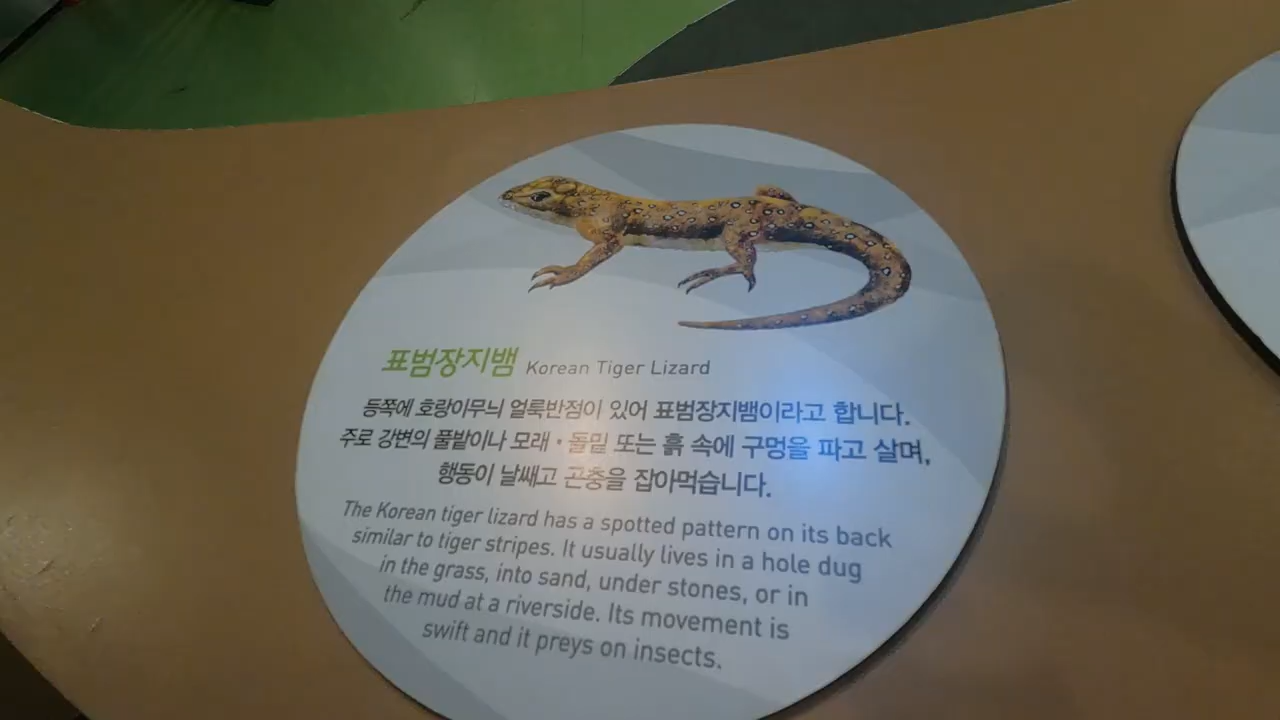 표범장지뱀 Korean Tiger Lizard
등쪽에 호랑이무늬 얼룩반점이 있어 표범장지뱀이라고 합니다.
주로 강변의 풀밭이나 모래・돌밑 또는 흙 속에 구멍을 파고 살며,
행동이 날쌔고 곤충을 잡아먹습니다.
The Korean tiger lizard has a spotted pattern on its back
similar to tiger stripes. It usually lives in a hole dug
in the grass, into sand, under stones, or in
the mud at a riverside. Its movement is
swift and it preys on insects.